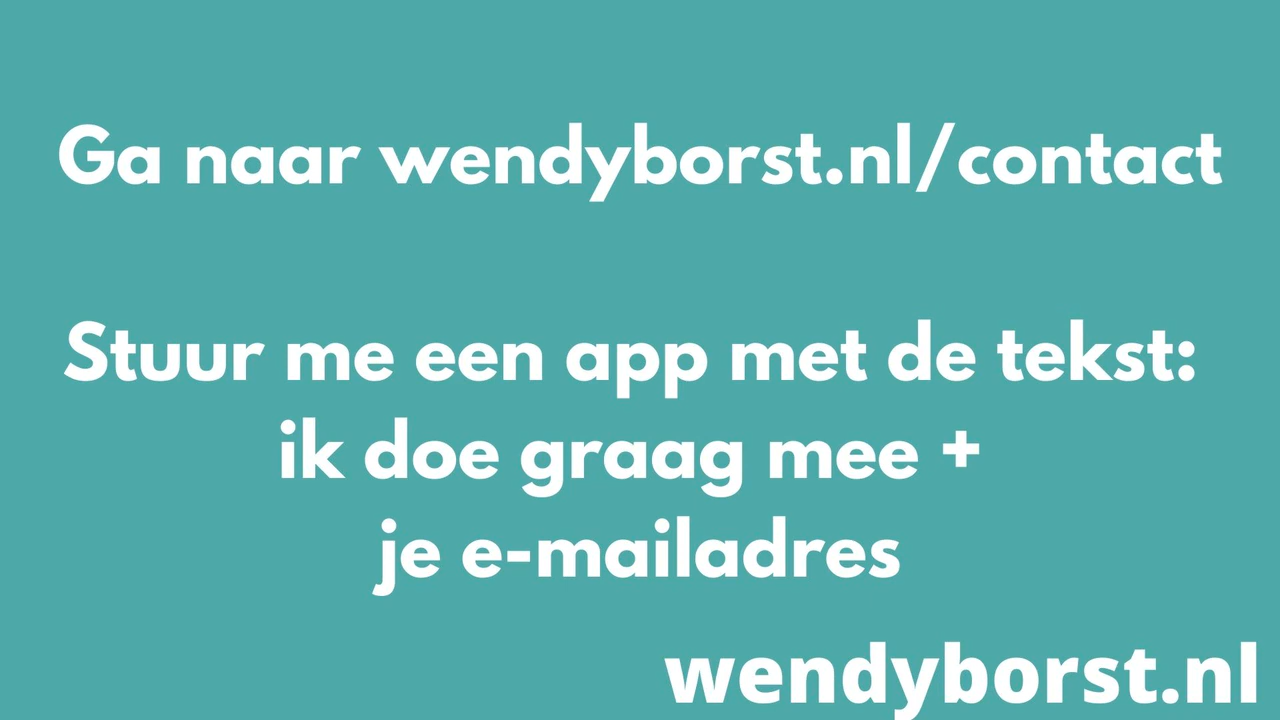 Ga naar wendyborst.nl/contact
Stuur me een app met de tekst:
ik doe graag mee +
je e-mailadres
wendyborst.nl